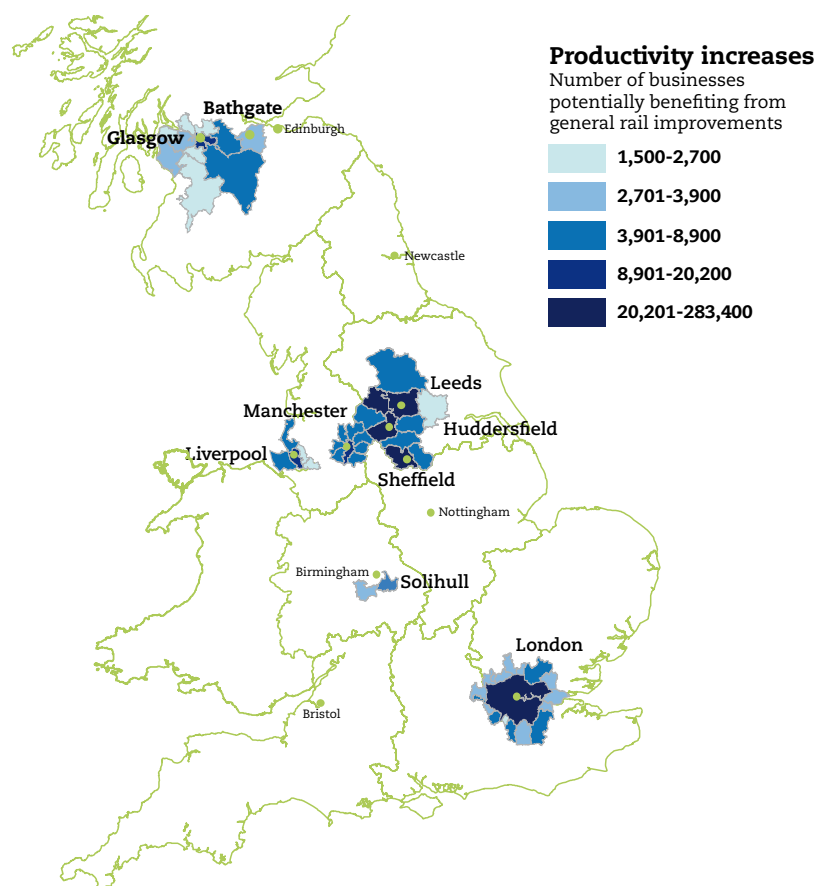 Productivity increases
Number of businesses
potentially benefiting from
general rail improvements
1,500-2,700
2,701-3,900
3,901-8,900
8,901-20,200
20,201-283,400
Bathgate
Edinburgh
Glasgow
Newcastle
Leeds
Manchester
Huddersfield
Liverpool
Sheffield
Nottingham
Birmingham
Solihull
London
Bristol